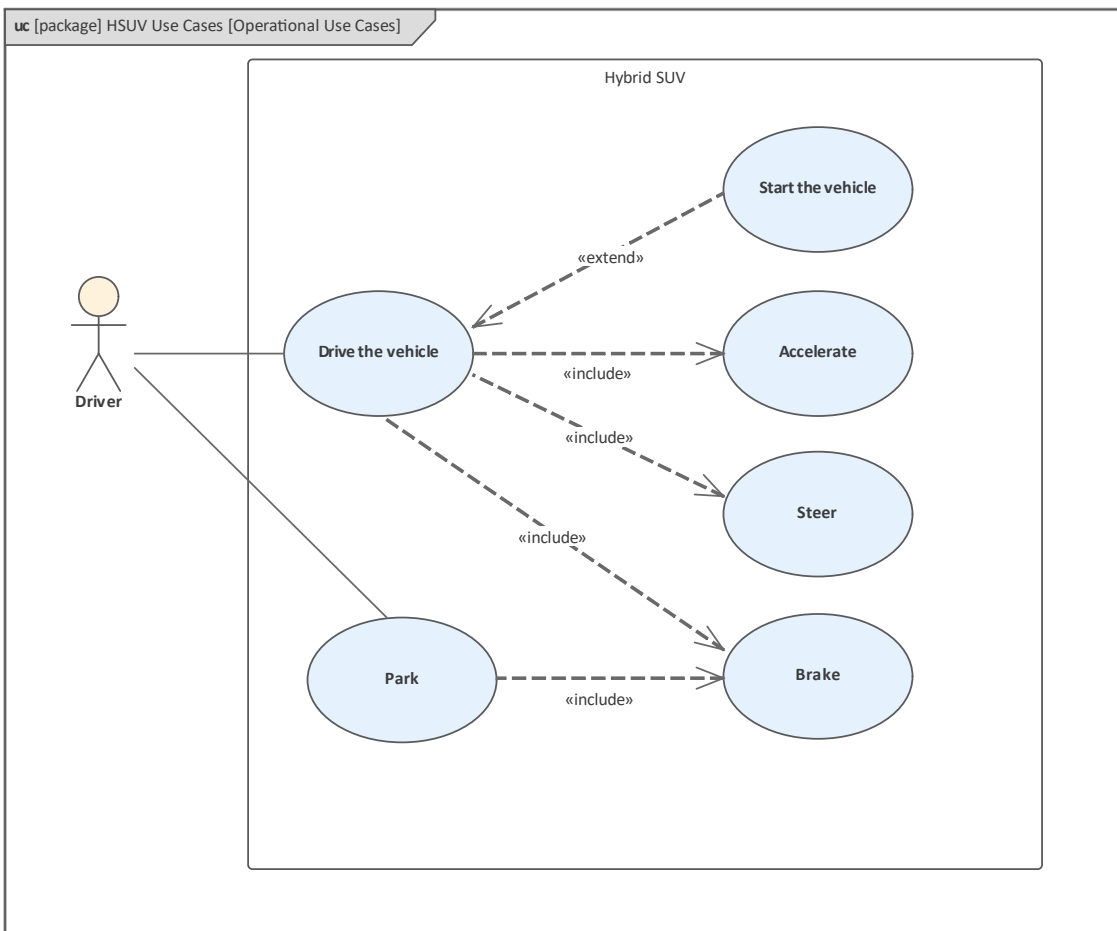 uc [package] HSUV Use Cases [Operational Use Cases]
Hybrid SUV
Start the vehicle
«extend»
Drive the vehicle
Accelerate
«include»
Driver
«include»
Steer
«include»
Park
Brake
«include»